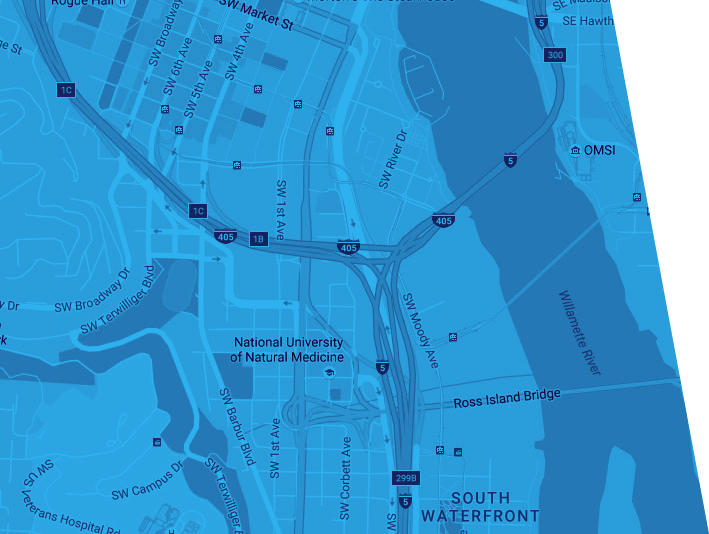 Rogue Hall
SW Market St
SE Hawth
5
300
SW Broadway
SW 6th Ave
SW 5th Ave
SW 4th Ave
1C
SW River Dr
5
OMSI
SW 1st Ave
1C
405
1B
405
405
SW Broadway Dr
SW Terwilliger Blvd
y Dr
SW Moody Ave
Willamette River
National University
of Natural Medicine
5
Ross Island Bridge
SW Barbur Blvd
SW 1st Ave
SW Corbett Ave
SW US
Veterans Hospital Rd
SW Campus Dr
SW Terwilliger B
299B
5
SW
SOUTH
WATERFRONT